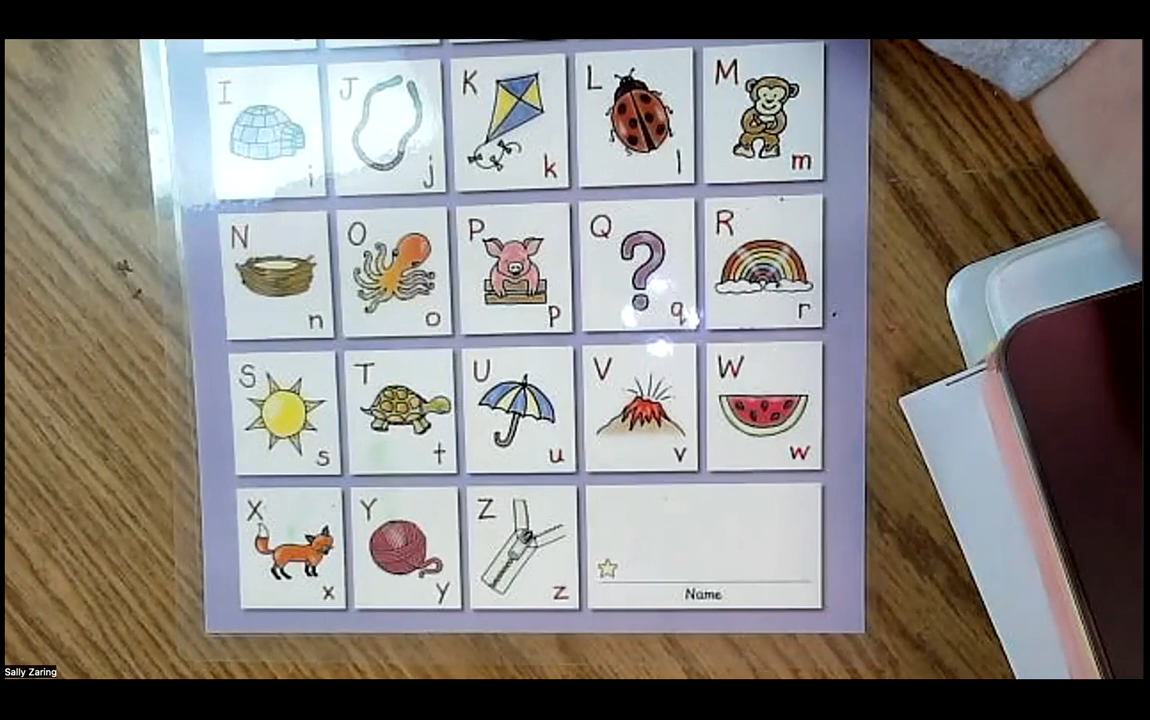 I i
J j
K k
L l
M m
N n
O o
P p
Q ? q
R r
S s
T t
U u
V v
W w
X x
Y y
Z z
Name
Sally Zaring